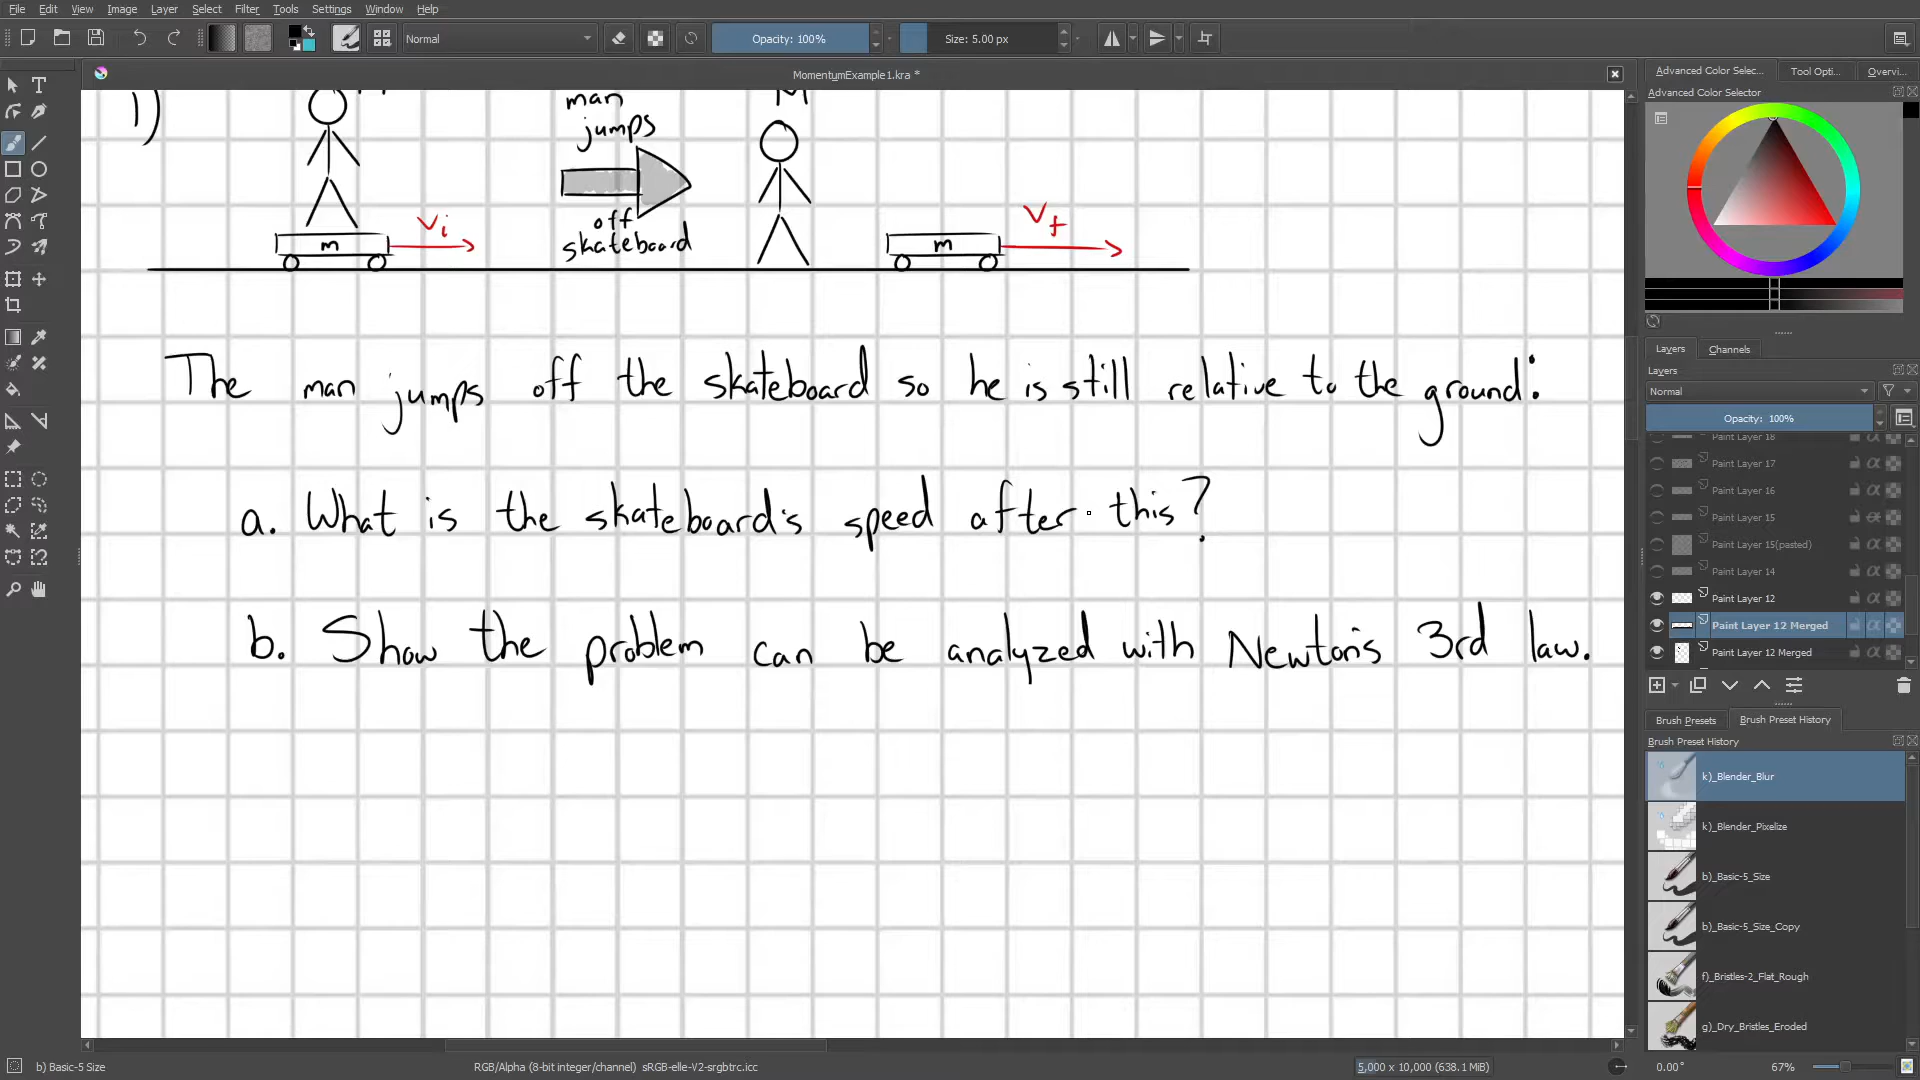 File Edit View Image Layer Select Filter Tools Settings Window Help
Normal Opacity: 100% Size: 5.00 px
MomentumExample1.kra *
1)
man
M
jumps
off
skateboard
m
Vi
m
Vf
The man jumps off the skateboard so he is still relative to the ground:
a. What is the skateboard's speed after this?
b. Show the problem can be analyzed with Newton's 3rd law.
Advanced Color Selec... Tool Opti... Overvi...
Advanced Color Selector
Layers Channels
Layers
Normal
Opacity: 100%
Paint Layer 18
Paint Layer 17
Paint Layer 16
Paint Layer 15
Paint Layer 15(pasted)
Paint Layer 14
Paint Layer 12
Paint Layer 12 Merged
Paint Layer 12 Merged
Brush Presets Brush Preset History
Brush Preset History
k)_Blender_Blur
k)_Blender_Pixelize
b)_Basic-5_Size
b)_Basic-5_Size_Copy
f)_Bristles-2_Flat_Rough
g)_Dry_Bristles_Eroded
b) Basic-5 Size RGB/Alpha (8-bit integer/channel) sRGB-elle-V2-srgbtrc.icc 5,000 x 10,000 (638.1 MiB) 0.00° 67%